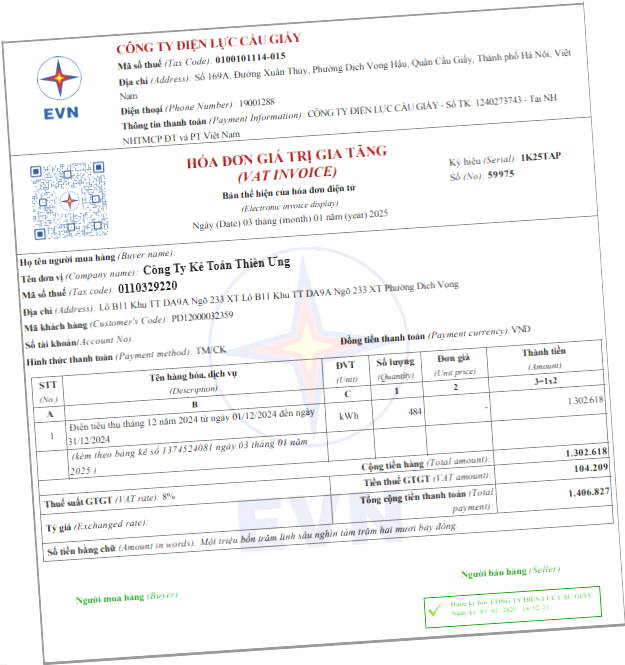 CÔNG TY ĐIỆN LỰC CẦU GIẤY
Mã số thuế (Tax Code): 0100101114-015
Địa chỉ (Address): Số 169A, Đường Xuân Thủy, Phường Dịch Vọng Hậu, Quận Cầu Giấy, Thành phố Hà Nội, Việt
Nam
Điện thoại (Phone Number): 19001288
Thông tin thanh toán (Payment Information): CÔNG TY ĐIỆN LỰC CẦU GIẤY - Số TK: 1240273743 - Tại NH
NHTMCP ĐT và PT Việt Nam
EVN
HÓA ĐƠN GIÁ TRỊ GIA TĂNG
(VAT INVOICE)
Bản thể hiện của hóa đơn điện tử
(Electronic invoice display)
Ngày (Date) 03 tháng (month) 01 năm (year) 2025
Ký hiệu (Serial): 1K25TAP
Số (No): 59975
Họ tên người mua hàng (Buyer name):
Tên đơn vị (Company name): Công Ty Kế Toán Thiên Ưng
Mã số thuế (Tax code): 0110329220
Địa chỉ (Address): Lô B11 Khu TT DA9A Ngõ 233 XT Lô B11 Khu TT DA9A Ngõ 233 XT Phường Dịch Vọng
Mã khách hàng (Customer's Code): PD12000032359
Số tài khoản(Account No):
Hình thức thanh toán (Payment method): TM/CK
Đồng tiền thanh toán (Payment currency): VND
STT (No.) Tên hàng hóa, dịch vụ (Description) ĐVT (Unit) Số lượng (Quantity) Đơn giá (Unit price) Thành tiền (Amount)
A B C 1 2 3=1x2
1 Điện tiêu thụ tháng 12 năm 2024 từ ngày 01/12/2024 đến ngày kWh 484 - 1.302.618
31/12/2024
(kèm theo bảng kê số 1374524081 ngày 03 tháng 01 năm
2025 )
Cộng tiền hàng (Total amount): 1.302.618
Thuế suất GTGT (VAT rate): 8% Tiền thuế GTGT (VAT amount): 104.209
Tỷ giá (Exchanged rate): Tổng cộng tiền thanh toán (Total
payment): 1.406.827
Số tiền bằng chữ (Amount in words): Một triệu bốn trăm linh sáu nghìn tám trăm hai mươi bảy đồng
EVN
Người mua hàng (Buyer)
Người bán hàng (Seller)
Được ký bởi: CÔNG TY ĐIỆN LỰC CẦU GIẤY
Ngày ký: 03/01/2025 16:52:21